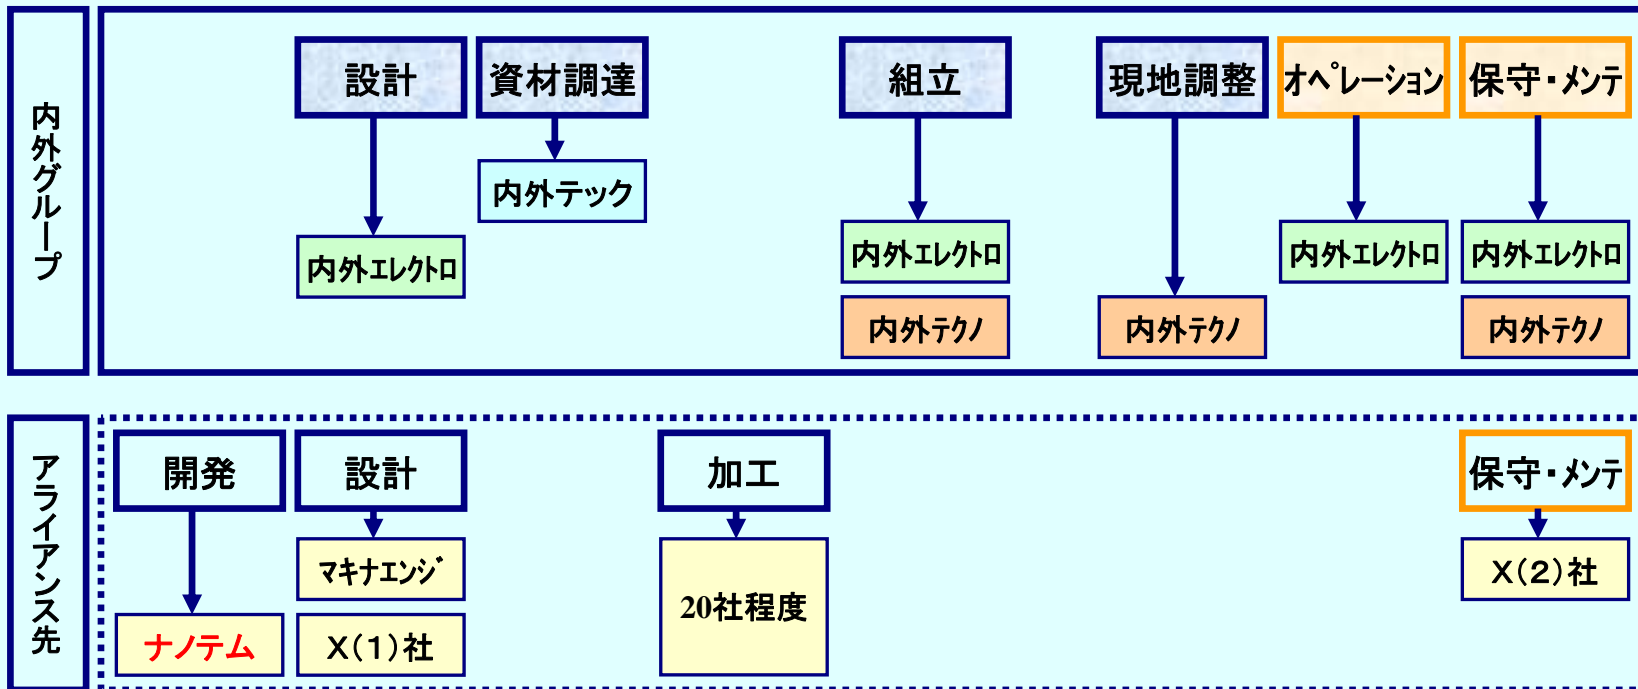 内外グループ
設計
資材調達
組立
現地調整
オペレーション
保守・メンテ
内外テック
内外エレクトロ
内外エレクトロ
内外エレクトロ
内外エレクトロ
内外テクノ
内外テクノ
内外テクノ
アライアンス先
開発
設計
加工
保守・メンテ
マキナエンジ
X(2)社
20社程度
ナノテム
X(1)社